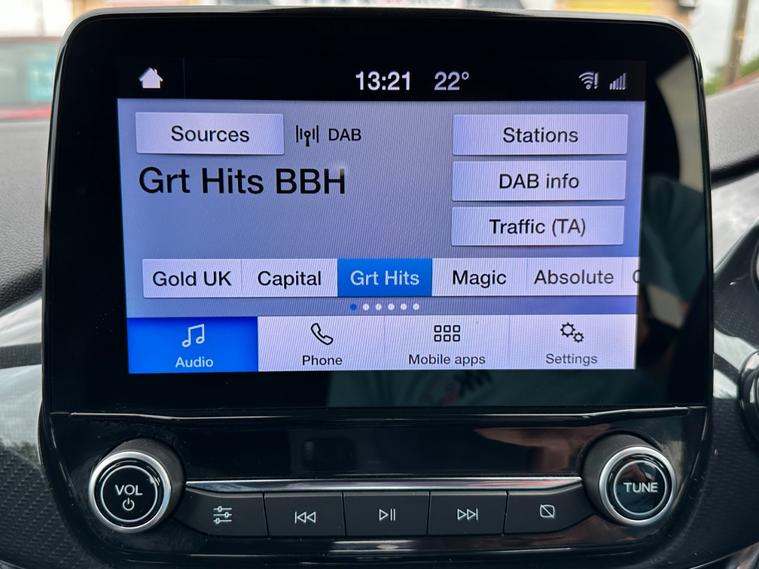 13:21 22°
Sources DAB Stations
Grt Hits BBH
DAB info
Traffic (TA)
Gold UK Capital Grt Hits Magic Absolute
Audio Phone Mobile apps Settings
VOL TUNE